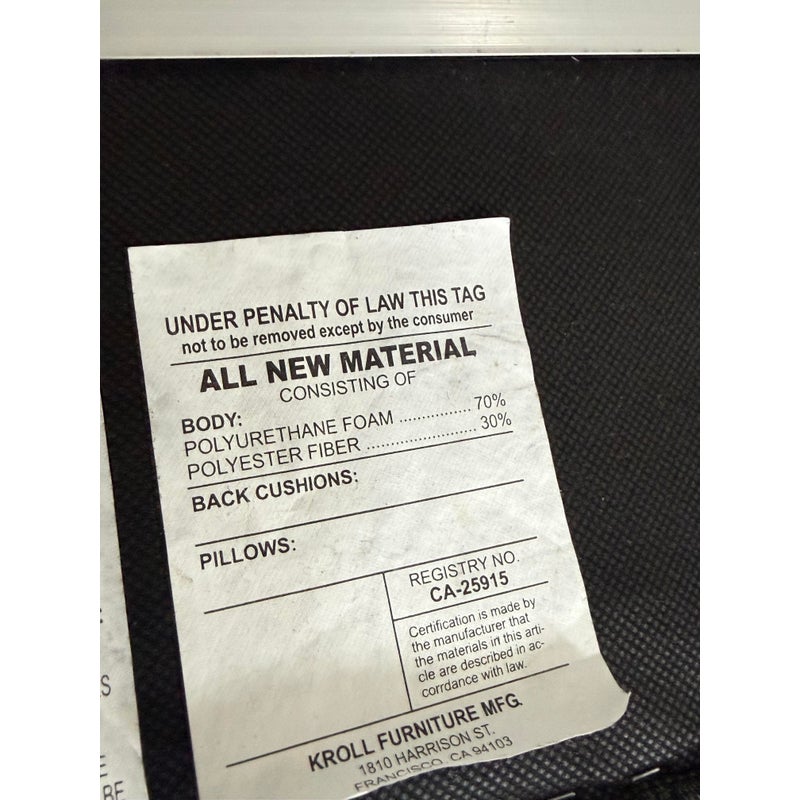 UNDER PENALTY OF LAW THIS TAG
not to be removed except by the consumer
ALL NEW MATERIAL
CONSISTING OF
BODY:
POLYURETHANE FOAM ................ 70%
POLYESTER FIBER ........................ 30%
BACK CUSHIONS:
PILLOWS:
REGISTRY NO.
CA-25915
Certification is made by
the manufacturer that
the materials in this arti-
cle are described in ac-
corrdance with law.
KROLL FURNITURE MFG.
1810 HARRISON ST.
FRANCISCO, CA 94103
S
E
BE